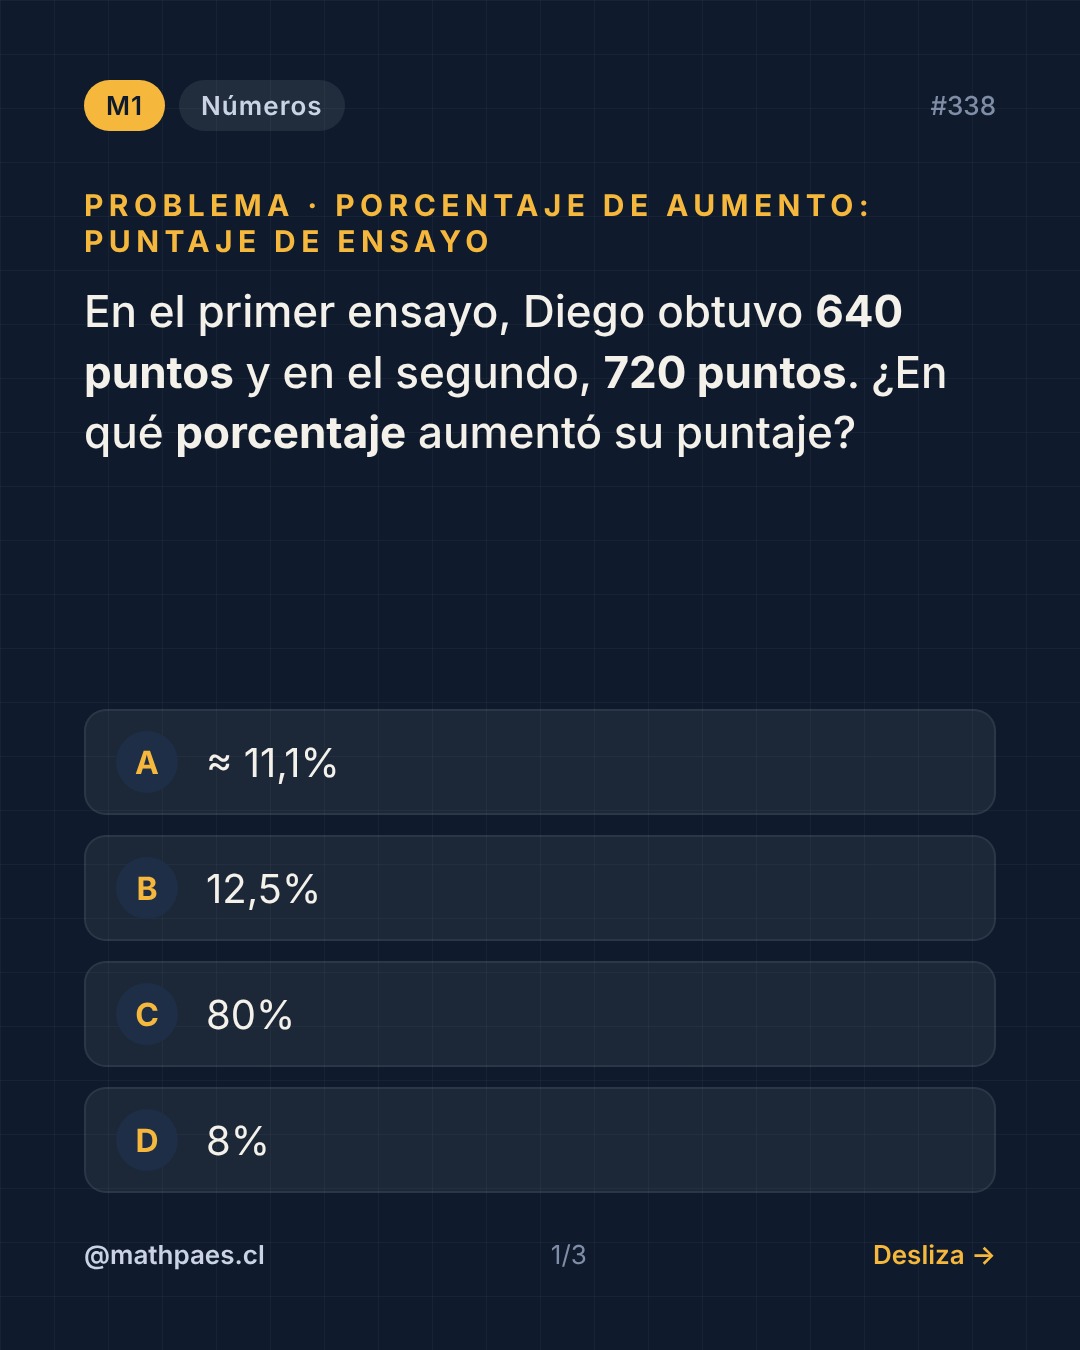 M1 Números #338
PROBLEMA · PORCENTAJE DE AUMENTO:
PUNTAJE DE ENSAYO
En el primer ensayo, Diego obtuvo 640
puntos y en el segundo, 720 puntos. ¿En
qué porcentaje aumentó su puntaje?
A ≈ 11,1%
B 12,5%
C 80%
D 8%
@mathpaes.cl 1/3 Desliza →